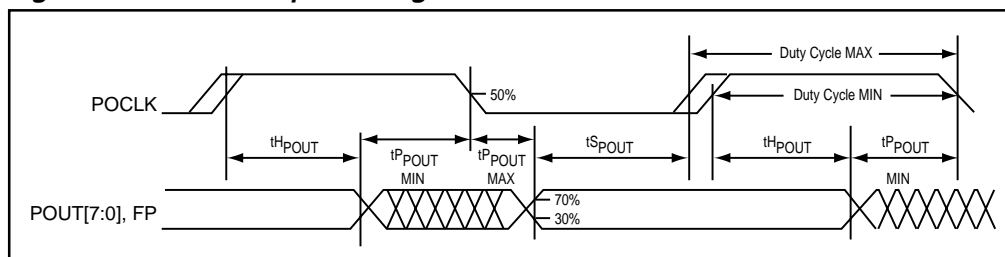 Duty Cycle MAX
POCLK
50%
Duty Cycle MIN
tHPOUT
tPPOUT
MIN
tPPOUT
MAX
tSPOUT
tHPOUT
tPPOUT
MIN
POUT[7:0], FP
70%
30%